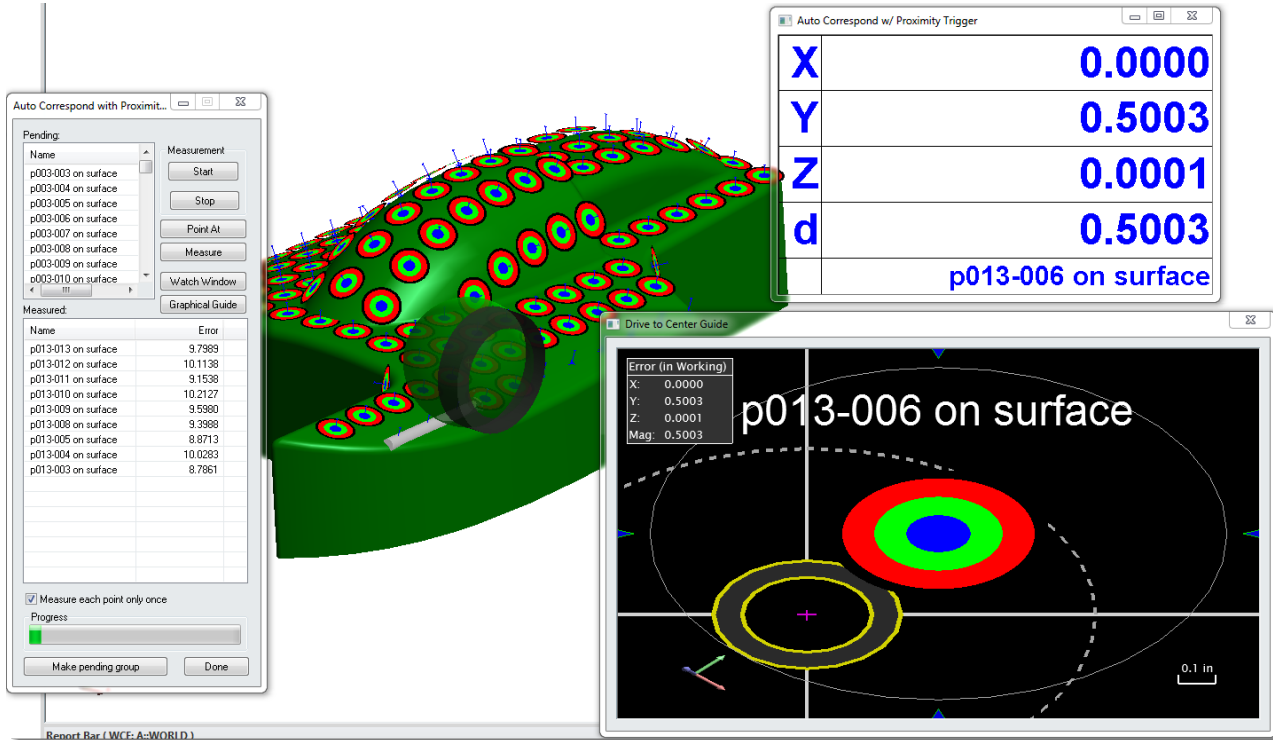 Auto Correspond w/ Proximity Trigger
X 0.0000
Y 0.5003
Z 0.0001
d 0.5003
p013-006 on surface
Auto Correspond with Proximit...
Pending:
Name
p003-003 on surface
p003-004 on surface
p003-005 on surface
p003-006 on surface
p003-007 on surface
p003-008 on surface
p003-009 on surface
p003-010 on surface
Measurement
Start
Stop
Point At
Measure
Watch Window
Graphical Guide
Measured:
Name Error
p013-013 on surface 9.7989
p013-012 on surface 10.1138
p013-011 on surface 9.1538
p013-010 on surface 10.2127
p013-009 on surface 9.5980
p013-008 on surface 9.3988
p013-005 on surface 8.8713
p013-004 on surface 10.0283
p013-003 on surface 8.7861
Measure each point only once
Progress
Make pending group
Done
Drive to Center Guide
Error (in Working)
X: 0.0000
Y: 0.5003
Z: 0.0001
Mag: 0.5003
p013-006 on surface
0.1 in
Report Bar ( WCF: A::WORLD )